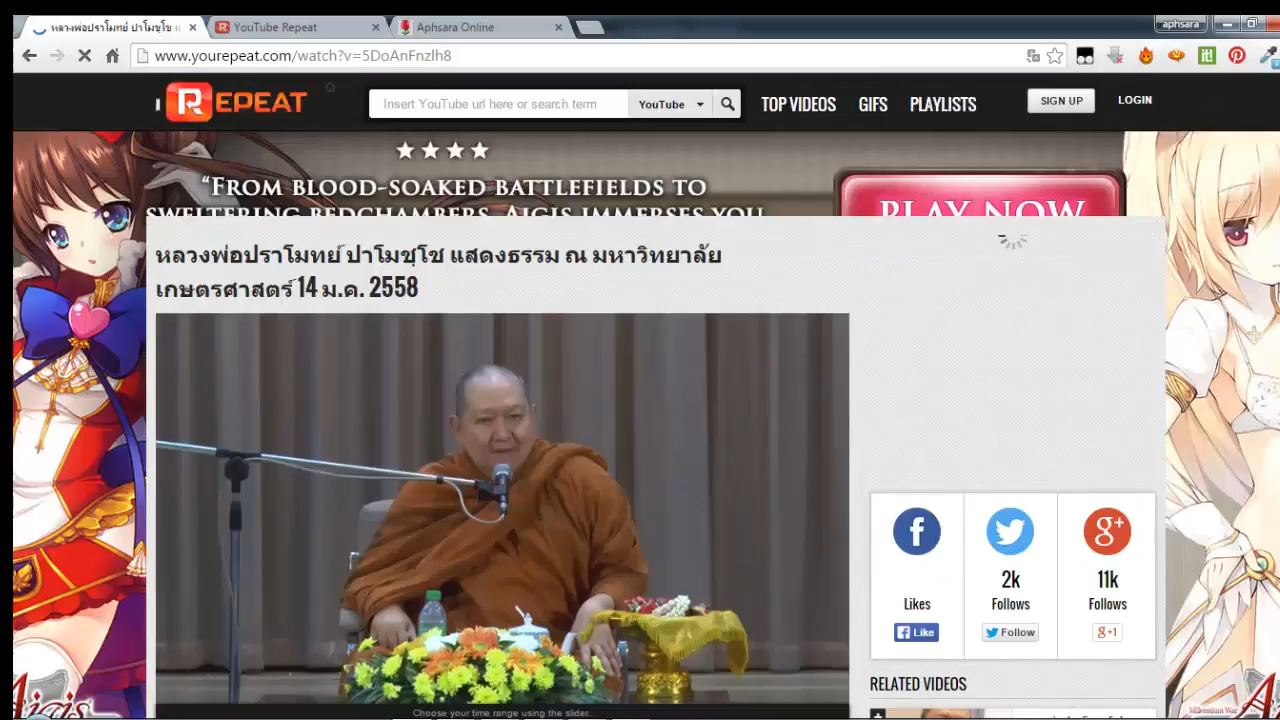 หลวงพ่อปราโมทย์ ปาโมชฺโช แ
YouTube Repeat
Aphsara Online
aphsara
www.yourepeat.com/watch?v=5DoAnFnzlh8
REPEAT
Insert YouTube url here or search term
YouTube
TOP VIDEOS
GIFS
PLAYLISTS
SIGN UP
LOGIN
“FROM BLOOD-SOAKED BATTLEFIELDS TO
SWELTERING BEDCHAMBERS, AIGIS IMMERSES YOU
PLAY NOW
หลวงพ่อปราโมทย์ ปาโมชฺโช แสดงธรรม ณ มหาวิทยาลัย
เกษตรศาสตร์ 14 ม.ค. 2558
Likes
Like
2k
Follows
Follow
11k
Follows
g+1
RELATED VIDEOS
Aigis
Millennium War
Choose your time range using the slider.